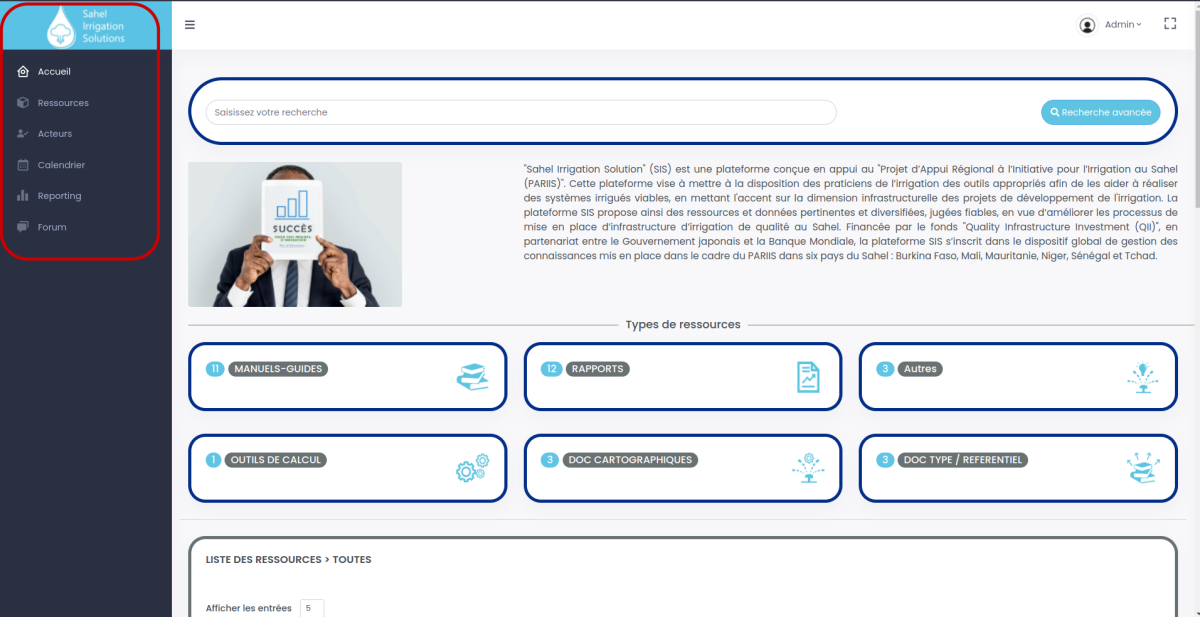 Sahel
Irrigation
Solutions
Admin
Accueil
Ressources
Acteurs
Calendrier
Reporting
Forum
Saisissez votre recherche
Recherche avancée
SUCCÈS
"Sahel Irrigation Solution" (SIS) est une plateforme conçue en appui au "Projet d'Appui Régional à l'Initiative pour l'Irrigation au Sahel
(PARIIS)". Cette plateforme vise à mettre à la disposition des praticiens de l'irrigation des outils appropriés afin de les aider à réaliser
des systèmes irrigués viables, en mettant l'accent sur la dimension infrastructurelle des projets de développement de l'irrigation. La
plateforme SIS propose ainsi des ressources et données pertinentes et diversifiées, jugées fiables, en vue d'améliorer les processus de
mise en place d'infrastructure d'irrigation de qualité au Sahel. Financée par le fonds "Quality Infrastructure Investment (QII)", en
partenariat entre le Gouvernement japonais et la Banque Mondiale, la plateforme SIS s'inscrit dans le dispositif global de gestion des
connaissances mis en place dans le cadre du PARIIS dans six pays du Sahel : Burkina Faso, Mali, Mauritanie, Niger, Sénégal et Tchad.
Types de ressources
11 MANUELS-GUIDES
12 RAPPORTS
3 Autres
1 OUTILS DE CALCUL
3 DOC CARTOGRAPHIQUES
3 DOC TYPE / REFERENTIEL
LISTE DES RESSOURCES > TOUTES
Afficher les entrées 5